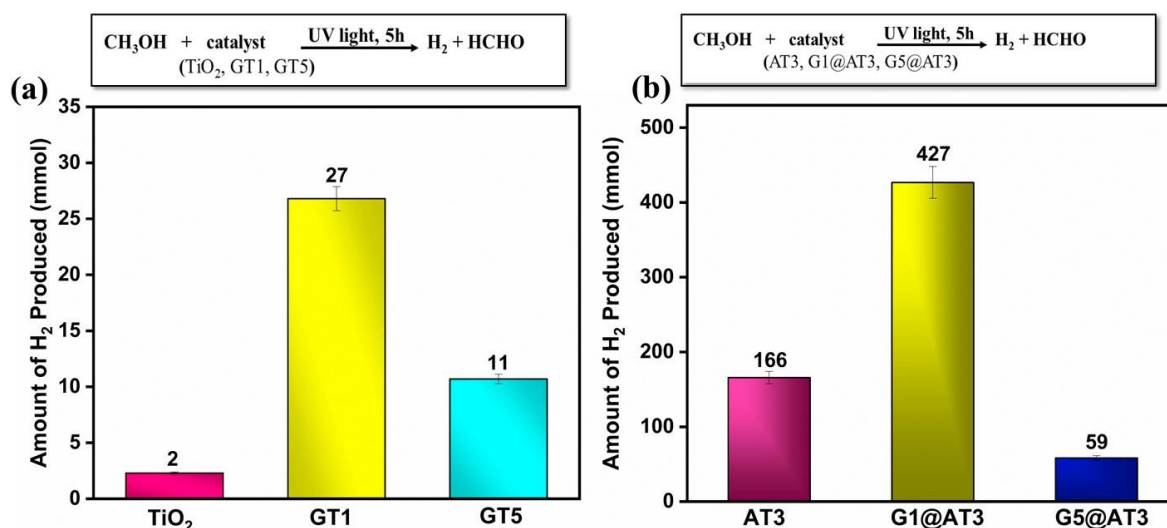 CH₃OH + catalyst UV light, 5h H₂ + HCHO
(TiO₂, GT1, GT5)
(a)
Amount of H₂ Produced (mmol)
35
30
25
20
15
10
5
0
2
27
11
TiO₂ GT1 GT5
CH₃OH + catalyst UV light, 5h H₂ + HCHO
(AT3, G1@AT3, G5@AT3)
(b)
Amount of H₂ Produced (mmol)
500
400
300
200
100
0
166
427
59
AT3 G1@AT3 G5@AT3